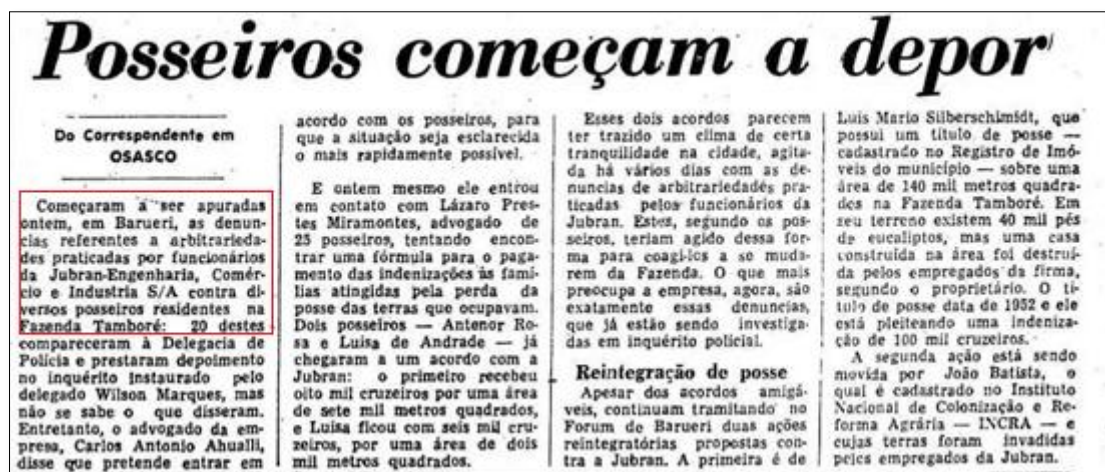 Posseiros começam a depor
Do Correspondente em
OSASCO
Começaram a ser apuradas
ontem, em Barueri, as denun-
cias referentes a arbitrarieda-
des praticadas por funcionários
da Jubran-Engenharia, Comér-
cio e Industria S/A contra di-
versos posseiros residentes na
Fazenda Tamboré: 20 destes
compareceram à Delegacia de
Polícia e prestaram depoimento
no inquérito instaurado pelo
delegado Wilson Marques, mas
não se sabe o que disseram.
Entretanto, o advogado da em-
presa, Carlos Antonio Ahualli,
disse que pretende entrar em
acordo com os posseiros, para
que a situação seja esclarecida
o mais rapidamente possível.
E ontem mesmo ele entrou
em contato com Lázaro Pres-
tes Miramontes, advogado de
25 posseiros, tentando encon-
trar uma fórmula para o paga-
mento das indenizações às famí-
lias atingidas pela perda da
posse das terras que ocupavam.
Dois posseiros — Antenor Ro-
sa e Luisa de Andrade — já
chegaram a um acordo com a
Jubran: o primeiro recebeu
oito mil cruzeiros por uma área
de sete mil metros quadrados,
e Luisa ficou com seis mil cru-
zeiros, por uma área de dois
mil metros quadrados.
Esses dois acordos parecem
ter trazido um clima de certa
tranquilidade na cidade, agita-
da há vários dias com as de-
nuncias de arbitrariedades pra-
ticadas pelos funcionários da
Jubran. Estes, segundo os pos-
seiros, teriam agido dessa for-
ma para coagi-los a se muda-
rem da Fazenda. O que mais
preocupa a empresa, agora, são
exatamente essas denuncias,
que já estão sendo investiga-
das em inquérito policial.
Reintegração de posse
Apesar dos acordos amigá-
veis, continuam tramitando no
Forum de Barueri duas ações
reintegratórias propostas con-
tra a Jubran. A primeira é de
Luis Mario Silberschimidt, que
possui um titulo de posse —
cadastrado no Registro de Imó-
veis do municipio — sobre uma
área de 140 mil metros quadra-
dos na Fazenda Tamboré. Em
seu terreno existem 40 mil pés
de eucaliptos, mas uma casa
construida na área foi destruí-
da pelos empregados da firma,
segundo o proprietário. O tí-
tulo de posse data de 1952 e ele
está pleiteando uma indeniza-
ção de 100 mil cruzeiros.
A segunda ação está sendo
movida por João Batista, o
qual é cadastrado no Instituto
Nacional de Colonização e Re-
forma Agrária — INCRA — e
cujas terras foram invadidas
pelos empregados da Jubran.